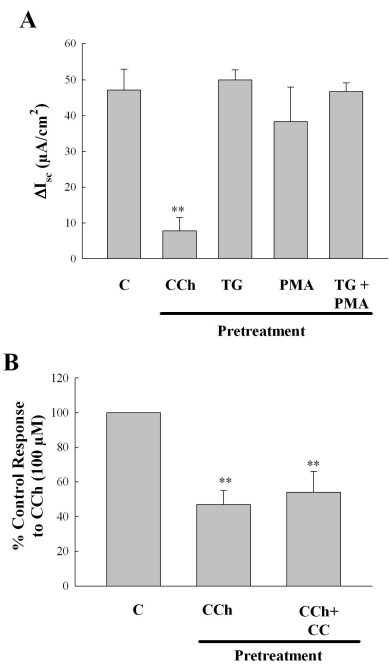 A
60
50
40
30
20
10
0
ΔIsc (μA/cm²)
**
C
CCh
TG
PMA
TG +
PMA
Pretreatment
B
120
100
80
60
40
20
0
% Control Response
to CCh (100 μM)
**
**
C
CCh
CCh+
CC
Pretreatment